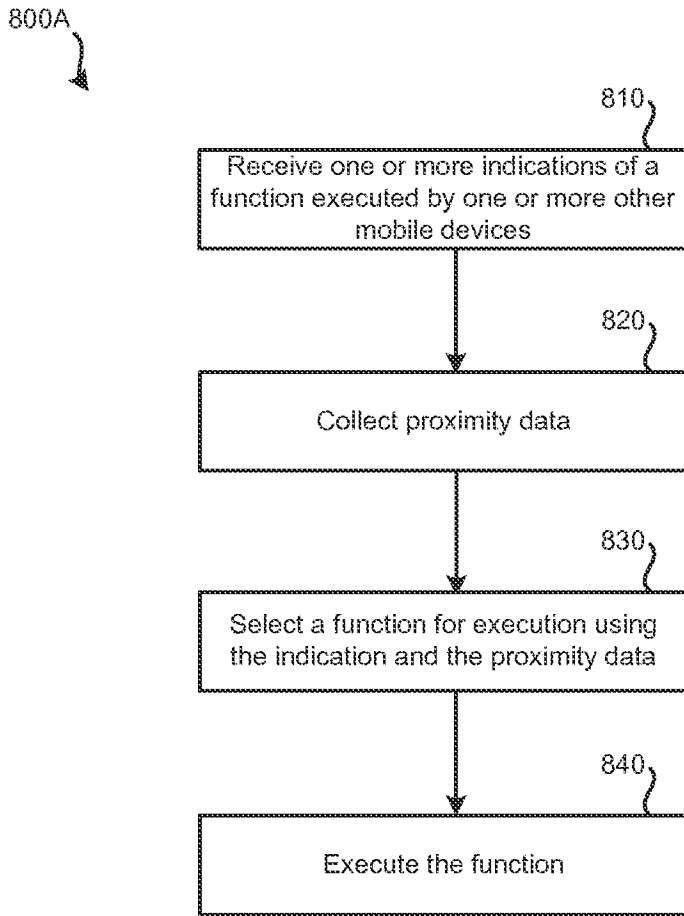 800A
810
Receive one or more indications of a
function executed by one or more other
mobile devices
820
Collect proximity data
830
Select a function for execution using
the indication and the proximity data
840
Execute the function